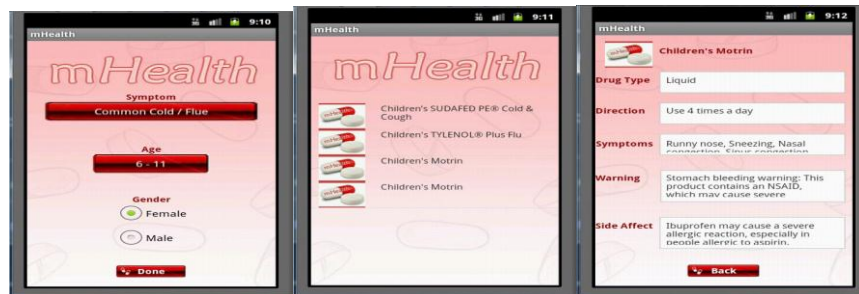 9:10
mHealth
mHealth
Symptom
Common Cold / Flue
Age
6 - 11
Gender
Female
Male
Done
9:11
mHealth
mHealth
Children's SUDAFED PE® Cold &
Cough
Children's TYLENOL® Plus Flu
Children's Motrin
Children's Motrin
9:12
mHealth
Children's Motrin
Drug Type
Liquid
Direction
Use 4 times a day
Symptoms
Runny nose, Sneezing, Nasal
congestion, Sinus congestion
Warning
Stomach bleeding warning: This
product contains an NSAID,
which may cause severe
Side Affect
Ibuprofen may cause a severe
allergic reaction, especially in
people allergic to aspirin.
Back